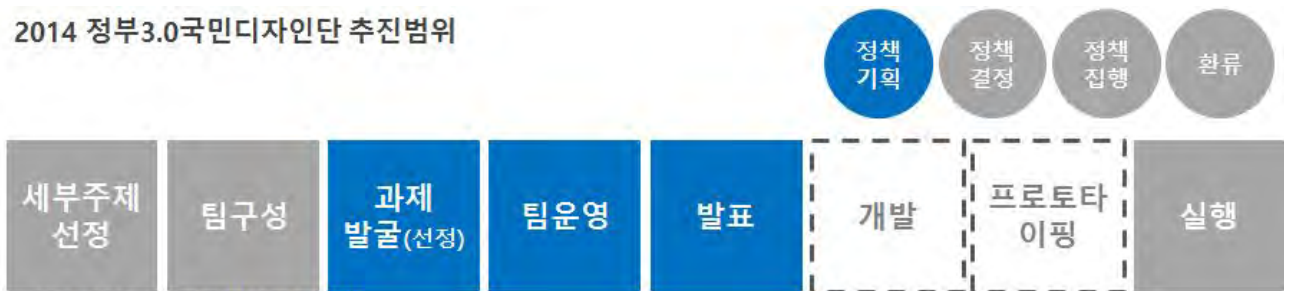 2014 정부3.0국민디자인단 추진범위
정책
기획
정책
결정
정책
집행
환류
세부주제
선정
팀구성
과제
발굴(선정)
팀운영
발표
개발
프로토타
이핑
실행